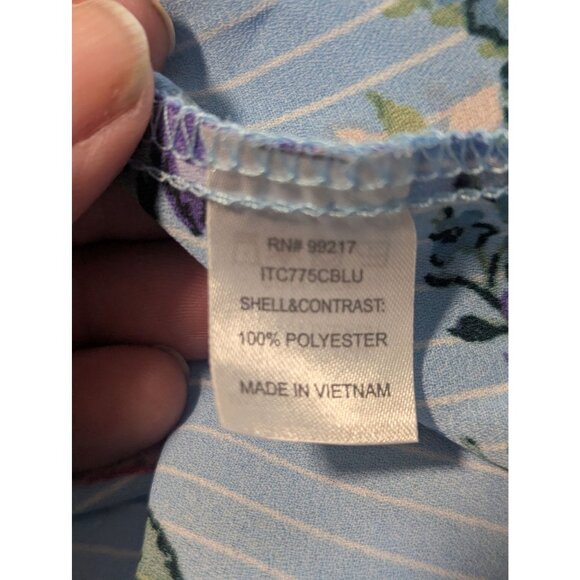 RN# 99217
ITC775CBLU
SHELL&CONTRAST:
100% POLYESTER
MADE IN VIETNAM